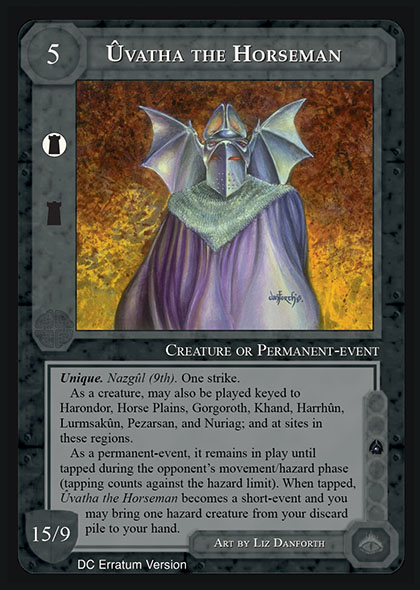 5
Ûvatha the Horseman
Danforth
Creature or Permanent-event
Unique. Nazgûl (9th). One strike.
As a creature, may also be played keyed to
Harondor, Horse Plains, Gorgoroth, Khand, Harrhûn,
Lurmsakûn, Pezarsan, and Nuriag; and at sites in
these regions.
As a permanent-event, it remains in play until
tapped during the opponent's movement/hazard phase
(tapping counts against the hazard limit). When tapped,
Ûvatha the Horseman becomes a short-event and you
may bring one hazard creature from your discard
pile to your hand.
15/9
Art by Liz Danforth
DC Erratum Version